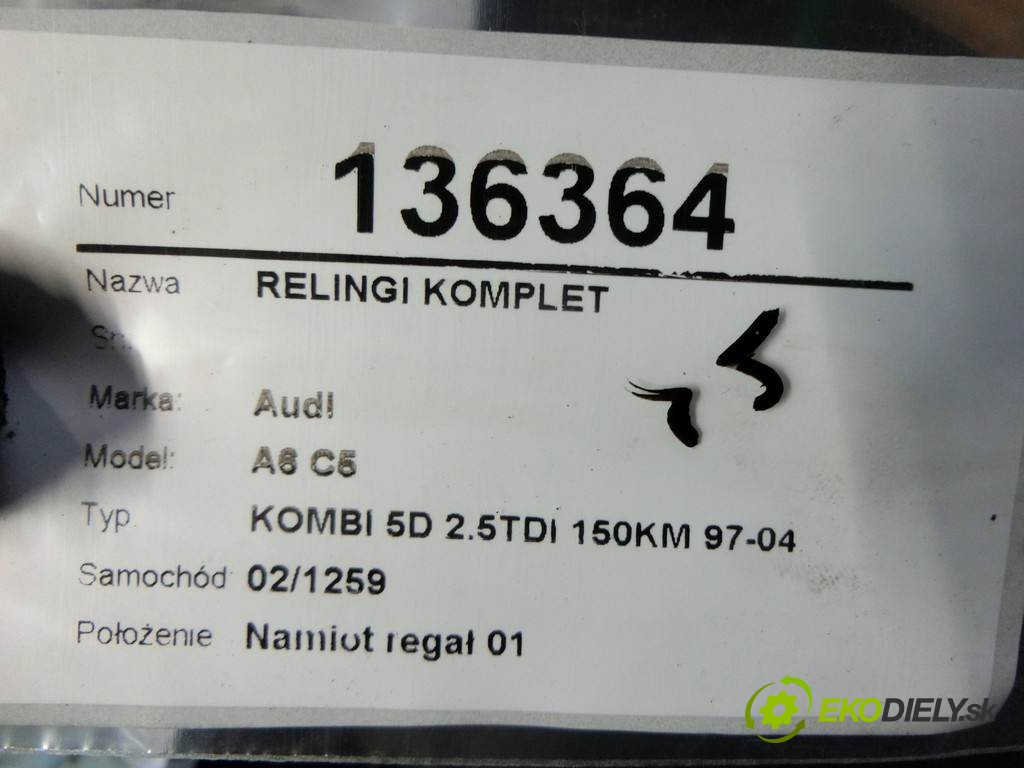 Numer 136364
Nazwa RELINGI KOMPLET
Marka: Audi
Model: A6 C5
Typ KOMBI 5D 2.5TDI 150KM 97-04
Samochód 02/1259
Położenie Namiot regał 01
EKODIELY.sk